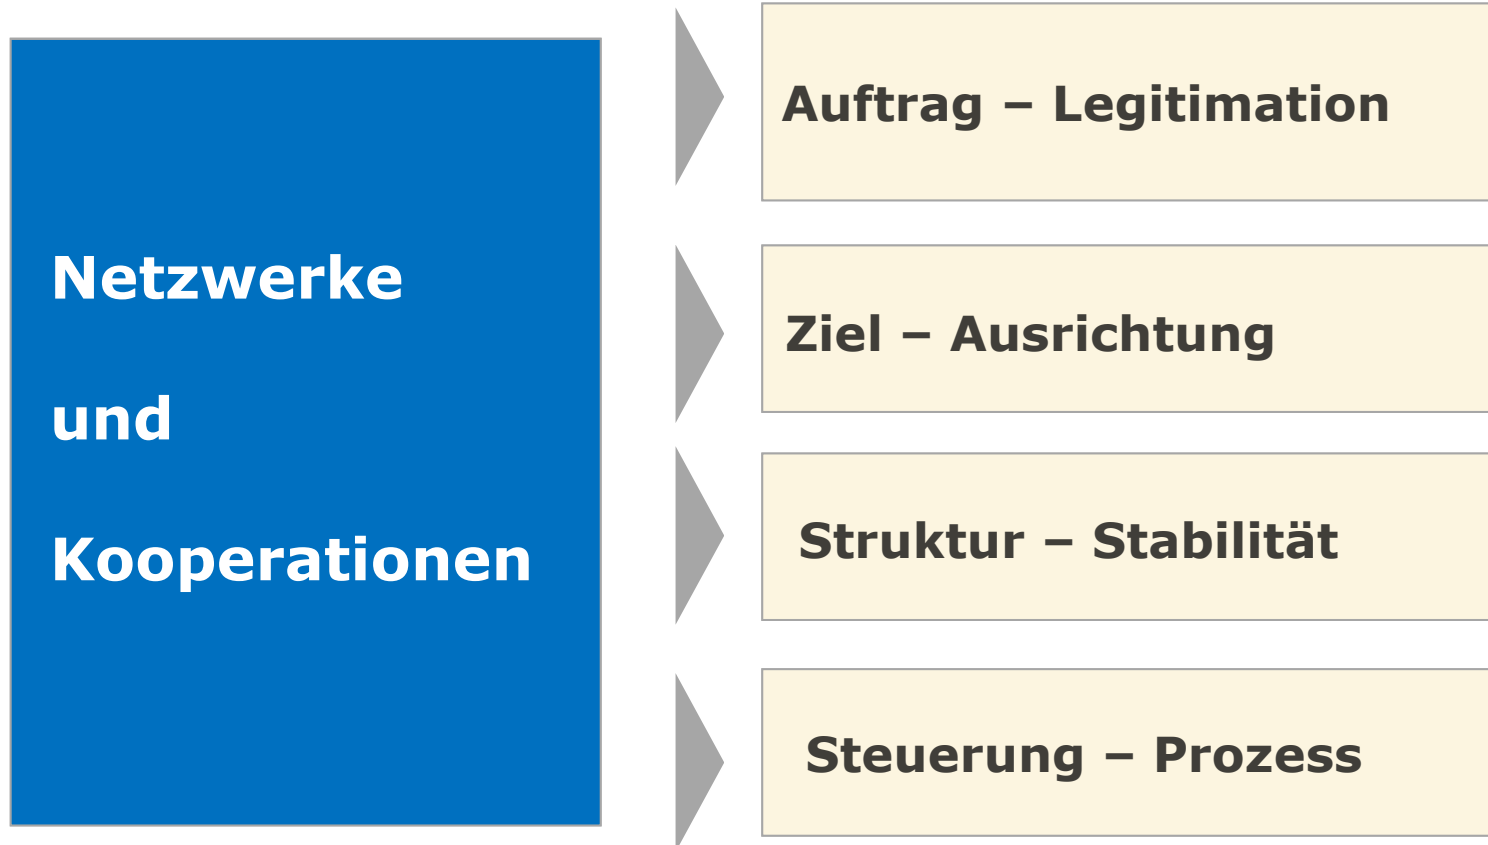 Netzwerke
und
Kooperationen
Auftrag – Legitimation
Ziel – Ausrichtung
Struktur – Stabilität
Steuerung – Prozess